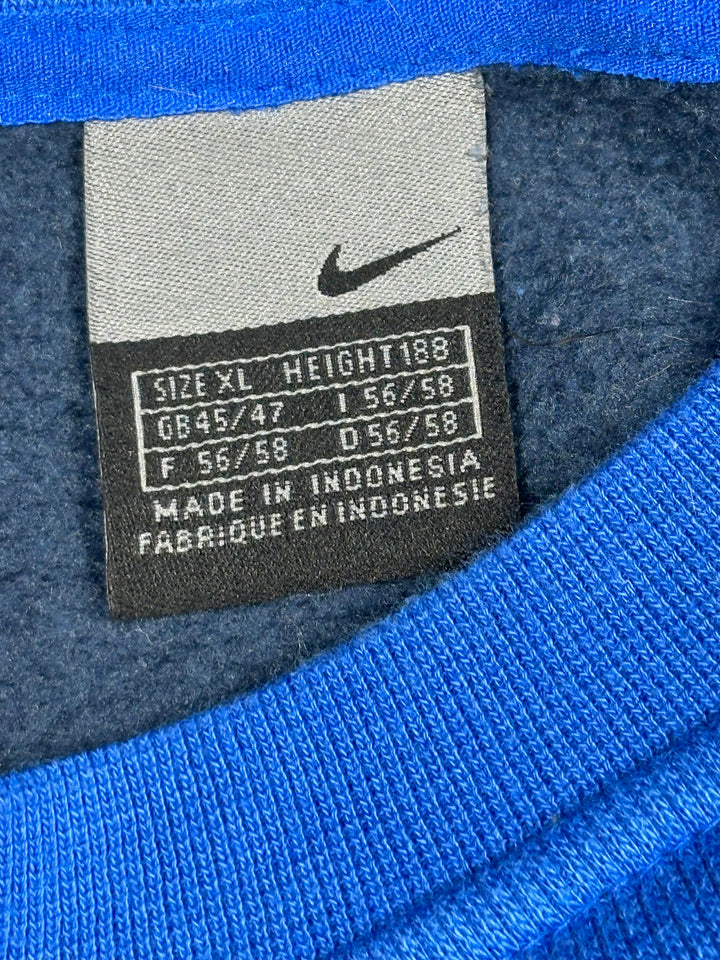 SIZE XL HEIGHT 188
GB 45/47 I 56/58
F 56/58 D 56/58
MADE IN INDONESIA
FABRIQUE EN INDONESIE